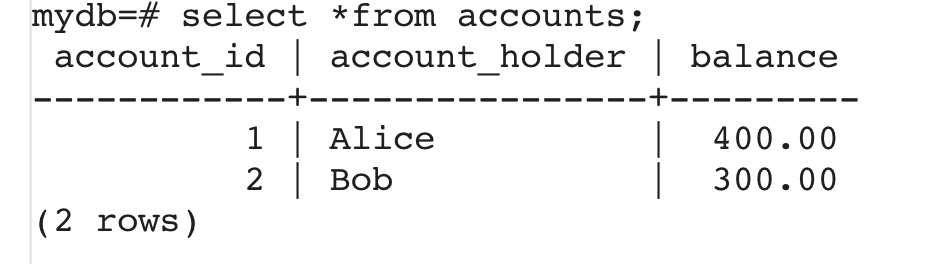 mydb=# select *from accounts;
 account_id | account_holder | balance
------------+----------------+---------
          1 | Alice          |  400.00
          2 | Bob            |  300.00
(2 rows)